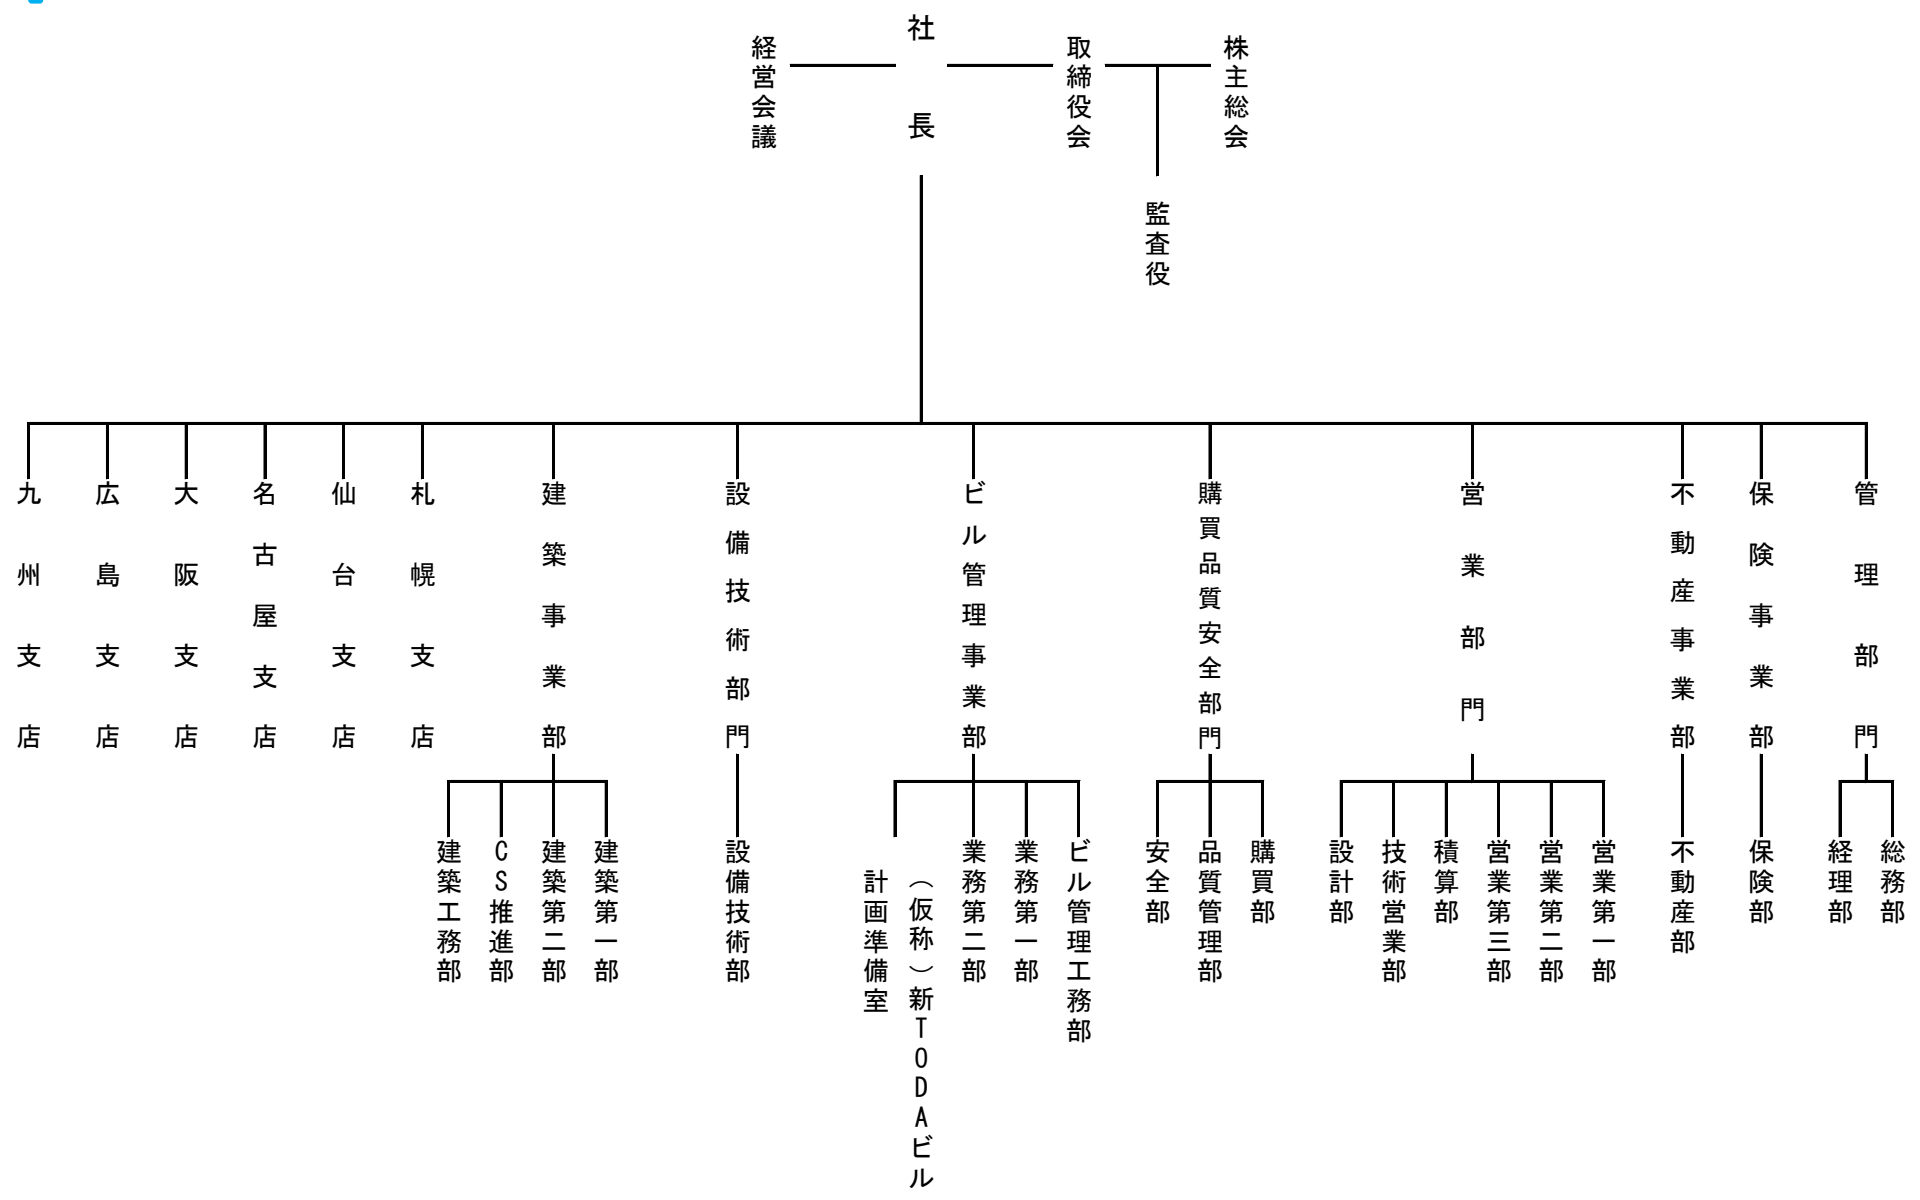 株主総会
取締役会
社長
経営会議
監査役
管理部門
保険事業部
不動産事業部
営業部門
購買品質安全部門
ビル管理事業部
設備技術部門
建築事業部
札幌支店
仙台支店
名古屋支店
大阪支店
広島支店
九州支店
総務部
経理部
保険部
不動産部
営業第一部
営業第二部
営業第三部
積算部
技術営業部
設計部
購買部
品質管理部
安全部
ビル管理工務部
業務第一部
業務第二部
（仮称）新TODAビル
計画準備室
設備技術部
建築第一部
建築第二部
CS推進部
建築工務部